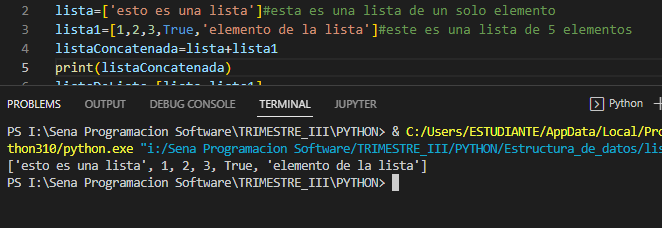 2 lista=['esto es una lista']#esta es una lista de un solo elemento
3 lista1=[1,2,3,True,'elemento de la lista']#este es una lista de 5 elementos
4 listaConcatenada=lista+lista1
5 print(listaConcatenada)
PROBLEMS OUTPUT DEBUG CONSOLE TERMINAL JUPYTER Python
PS I:\Sena Programacion Software\TRIMESTRE_III\PYTHON> & C:/Users/ESTUDIANTE/AppData/Local/Pro
thon310/python.exe "i:/Sena Programacion Software/TRIMESTRE_III/PYTHON/Estructura_de_datos/lis
['esto es una lista', 1, 2, 3, True, 'elemento de la lista']
PS I:\Sena Programacion Software\TRIMESTRE_III\PYTHON>